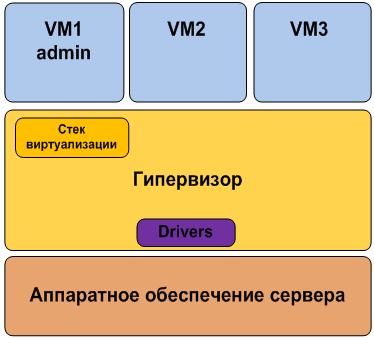 VM1
admin
VM2
VM3
Стек
виртуализации
Гипервизор
Drivers
Аппаратное обеспечение сервера